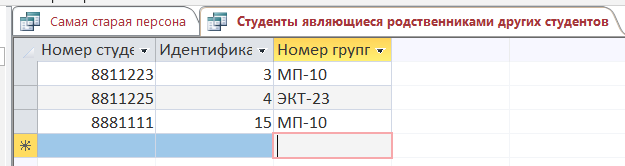 Самая старая персона Студенты являющиеся родственниками других студентов
Номер студе Идентифика Номер групп
8811223 3 МП-10
8811225 4 ЭКТ-23
8881111 15 МП-10